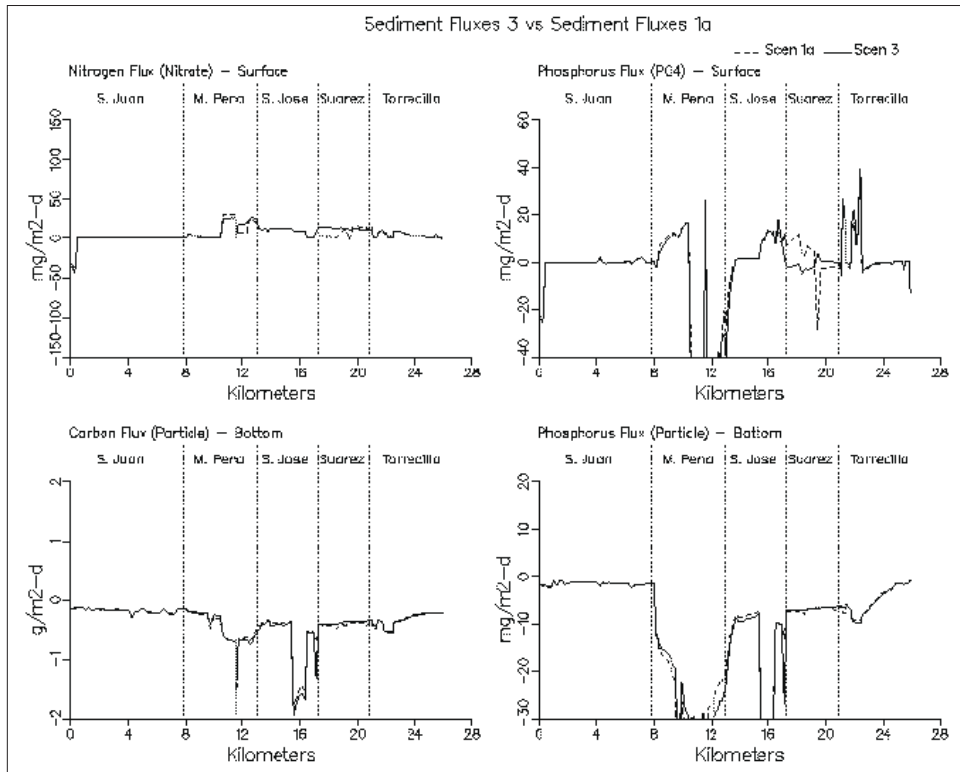 Sediment Fluxes 3 vs Sediment Fluxes 1a
Scen 1a Scen 3
Nitrogen Flux (Nitrate) – Surface
S. Juan M. Pena S. Jose Suarez Torrecilla
150
100
50
0
-50
-100
-150
mg/m2-d
0 4 8 12 16 20 24 28
Kilometers
Phosphorus Flux (PO4) – Surface
S. Juan M. Pena S. Jose Suarez Torrecilla
60
40
20
0
-20
-40
mg/m2-d
0 4 8 12 16 20 24 28
Kilometers
Carbon Flux (Particle) – Bottom
S. Juan M. Pena S. Jose Suarez Torrecilla
2
1
0
-1
-2
g/m2-d
0 4 8 12 16 20 24 28
Kilometers
Phosphorus Flux (Particle) – Bottom
S. Juan M. Pena S. Jose Suarez Torrecilla
20
10
0
-10
-20
-30
mg/m2-d
0 4 8 12 16 20 24 28
Kilometers